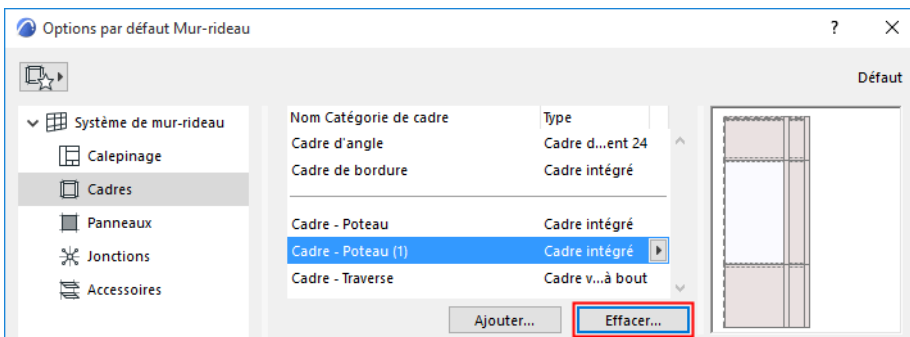 Options par défaut Mur-rideau ? ×
Défaut
Système de mur-rideau
Calepinage
Cadres
Panneaux
Jonctions
Accessoires
Nom Catégorie de cadre Type
Cadre d'angle Cadre d...ent 24
Cadre de bordure Cadre intégré
Cadre - Poteau Cadre intégré
Cadre - Poteau (1) Cadre intégré
Cadre - Traverse Cadre v...à bout
Ajouter... Effacer...